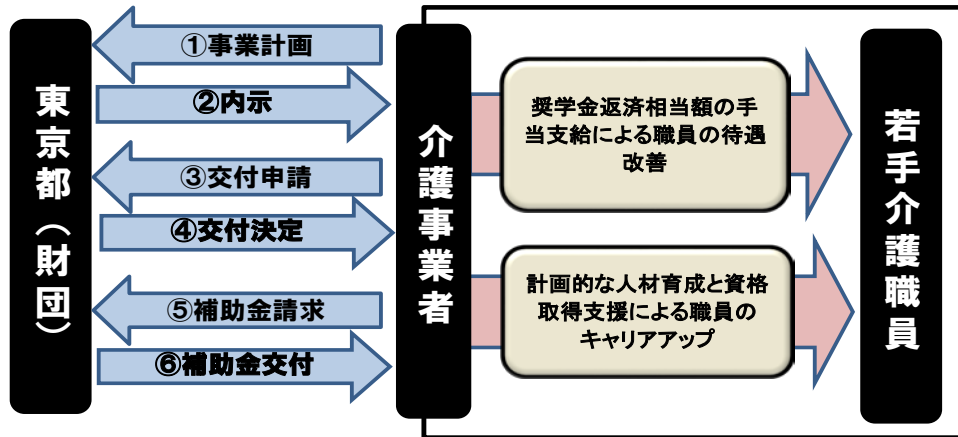 東京都(財団)
①事業計画
②内示
③交付申請
④交付決定
⑤補助金請求
⑥補助金交付
介護事業者
奨学金返済相当額の手
当支給による職員の待遇
改善
計画的な人材育成と資格
取得支援による職員の
キャリアアップ
若手介護職員